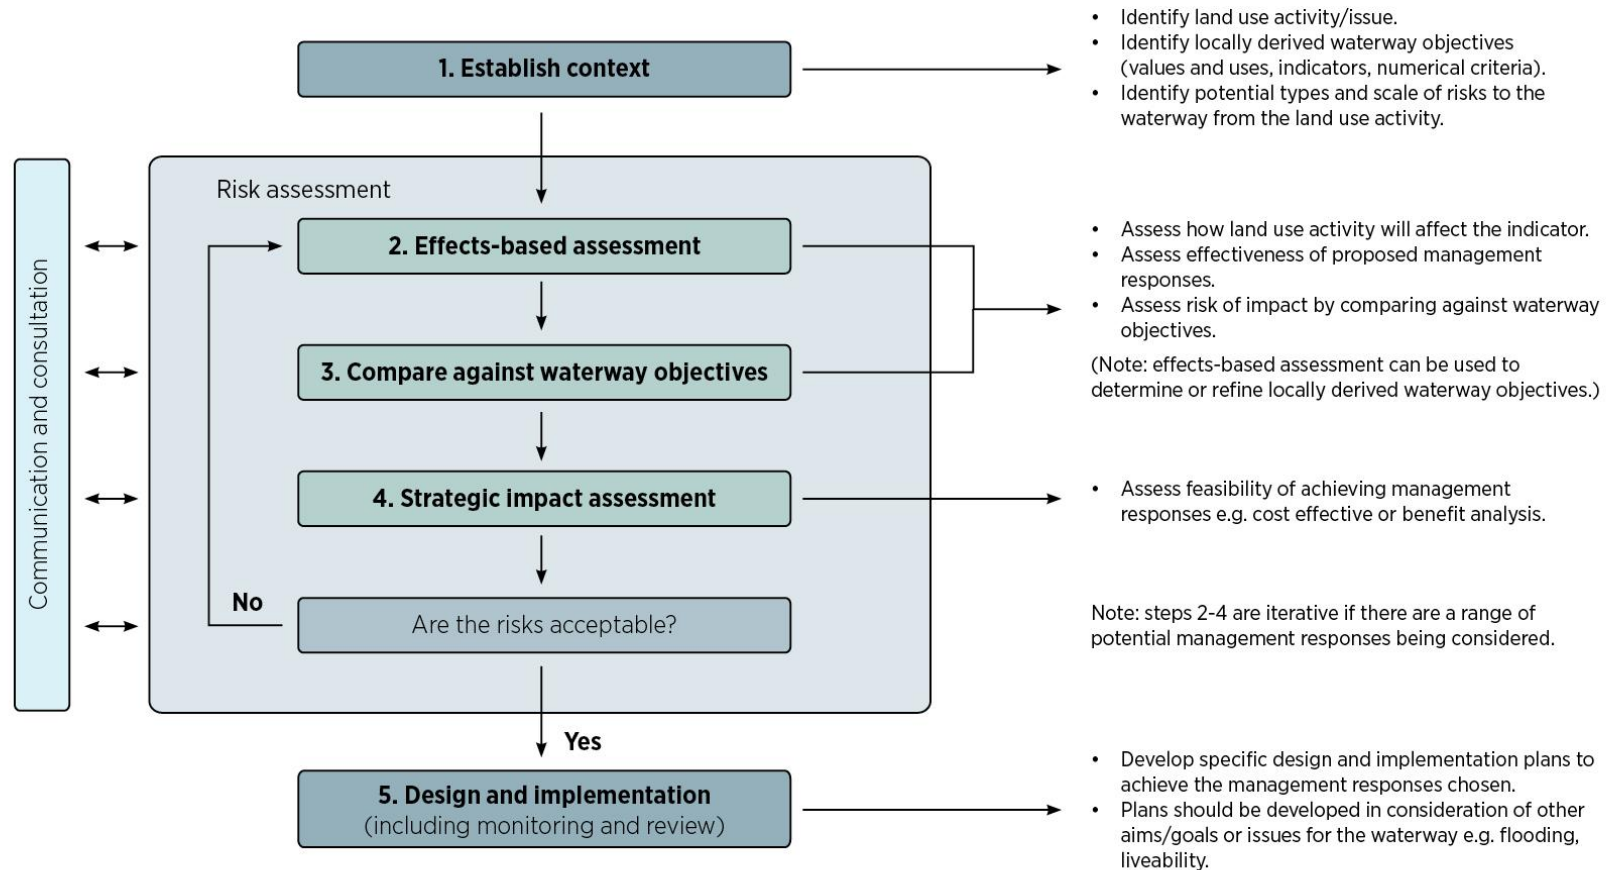 1. Establish context
• Identify land use activity/issue.
• Identify locally derived waterway objectives
(values and uses, indicators, numerical criteria).
• Identify potential types and scale of risks to the
waterway from the land use activity.
Communication and consultation
Risk assessment
2. Effects-based assessment
3. Compare against waterway objectives
• Assess how land use activity will affect the indicator.
• Assess effectiveness of proposed management
responses.
• Assess risk of impact by comparing against waterway
objectives.
(Note: effects-based assessment can be used to
determine or refine locally derived waterway objectives.)
4. Strategic impact assessment
• Assess feasibility of achieving management
responses e.g. cost effective or benefit analysis.
No
Are the risks acceptable?
Note: steps 2-4 are iterative if there are a range of
potential management responses being considered.
Yes
5. Design and implementation
(including monitoring and review)
• Develop specific design and implementation plans to
achieve the management responses chosen.
• Plans should be developed in consideration of other
aims/goals or issues for the waterway e.g. flooding,
liveability.